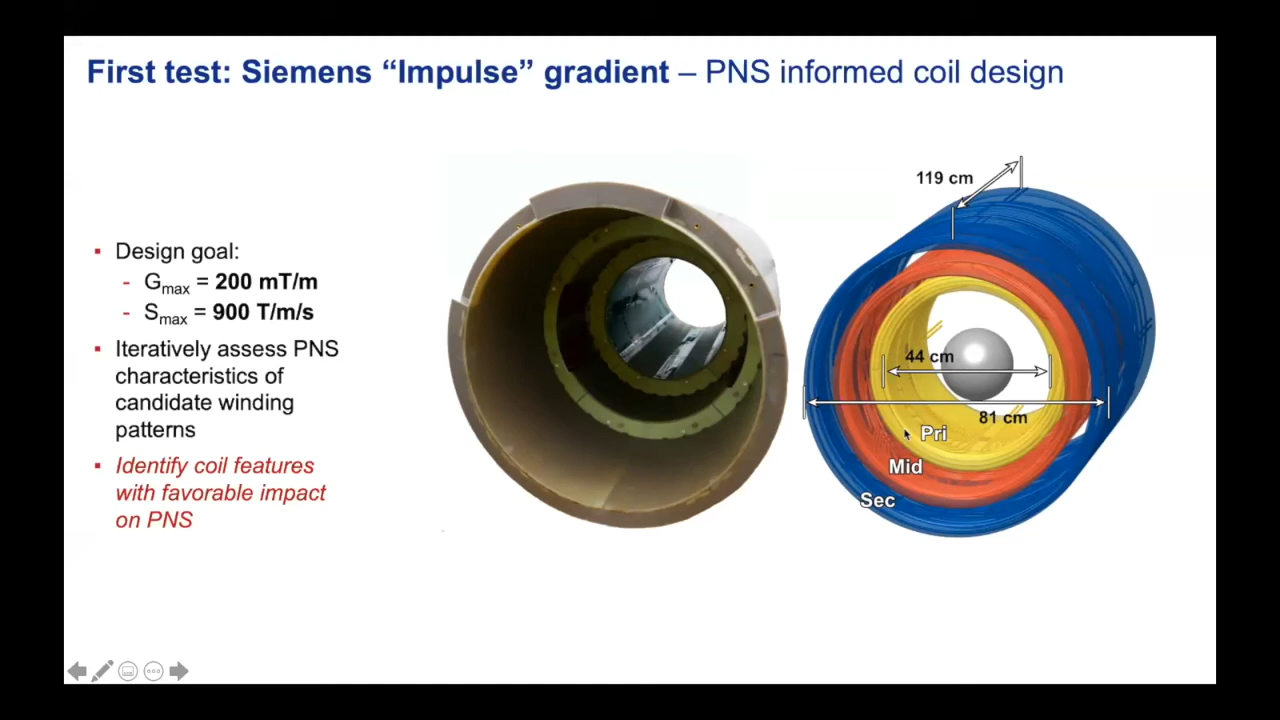 First test: Siemens “Impulse” gradient – PNS informed coil design
119 cm
▪ Design goal:
- Gmax = 200 mT/m
- Smax = 900 T/m/s
▪ Iteratively assess PNS
characteristics of
candidate winding
patterns
▪ Identify coil features
with favorable impact
on PNS
44 cm
81 cm
Pri
Mid
Sec